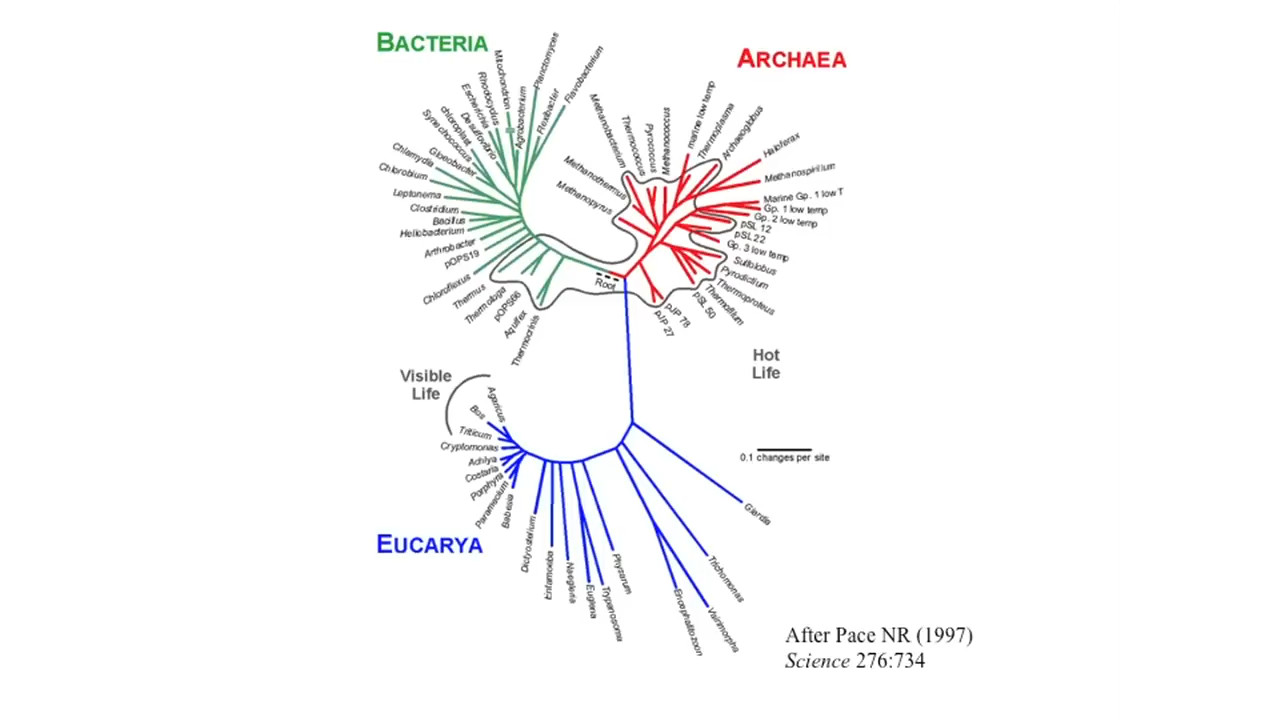 BACTERIA
ARCHAEA
Mitochondrion
Rhodocyclus
Escherichia
Desulfovibrio
chloroplast
Synechococcus
Gloeobacter
Chlamydia
Chlorobium
Leptonema
Clostridium
Bacillus
Heliobacterium
Arthrobacter
pOPS19
Chloroflexus
Thermus
Thermotoga
pOPS66
Aquifex
Thermocrinis
Agrobacterium
Planctomyces
Flexibacter
Flavobacterium
Methanobacterium
Methanothermus
Methanopyrus
Thermococcus
Pyrococcus
Methanococcus
marine low temp
Thermoplasma
Archaeoglobus
Haloferax
Methanospirillum
Marine Gp. 1 low T
Gp. 1 low temp
Gp. 2 low temp
pSL 12
pSL 22
Gp. 3 low temp
Sulfolobus
Pyrodictium
Thermoproteus
Thermofilum
pSL 50
pJP 78
pJP 27
Root
Visible
Life
Hot
Life
Agaricus
Bos
Triticum
Cryptomonas
Achlya
Costaria
Porphyra
Paramecium
Babesia
Dictyostelium
Entamoeba
Naegleria
Euglena
Trypanosoma
Physarum
Encephalitozoon
Vairimorpha
Trichomonas
Giardia
0.1 changes per site
EUCARYA
After Pace NR (1997)
Science 276:734